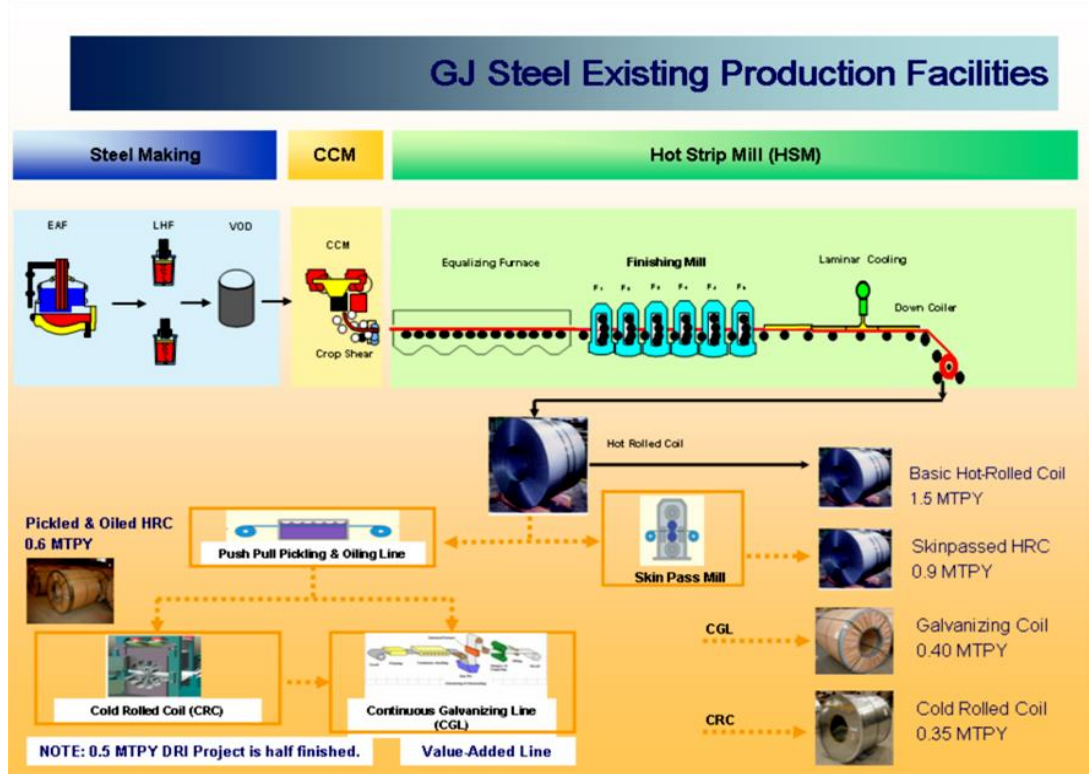 GJ Steel Existing Production Facilities
Steel Making
CCM
Hot Strip Mill (HSM)
EAF
LHF
VOD
CCM
Crop Shear
Equalizing Furnace
Finishing Mill
Laminar Cooling
Down Coiler
Hot Rolled Coil
Basic Hot-Rolled Coil
1.5 MTPY
Pickled & Oiled HRC
0.6 MTPY
Push Pull Pickling & Oiling Line
Skin Pass Mill
Skinpassed HRC
0.9 MTPY
CGL
Galvanizing Coil
0.40 MTPY
Cold Rolled Coil (CRC)
Continuous Galvanizing Line
(CGL)
CRC
Cold Rolled Coil
0.35 MTPY
NOTE: 0.5 MTPY DRI Project is half finished.
Value-Added Line